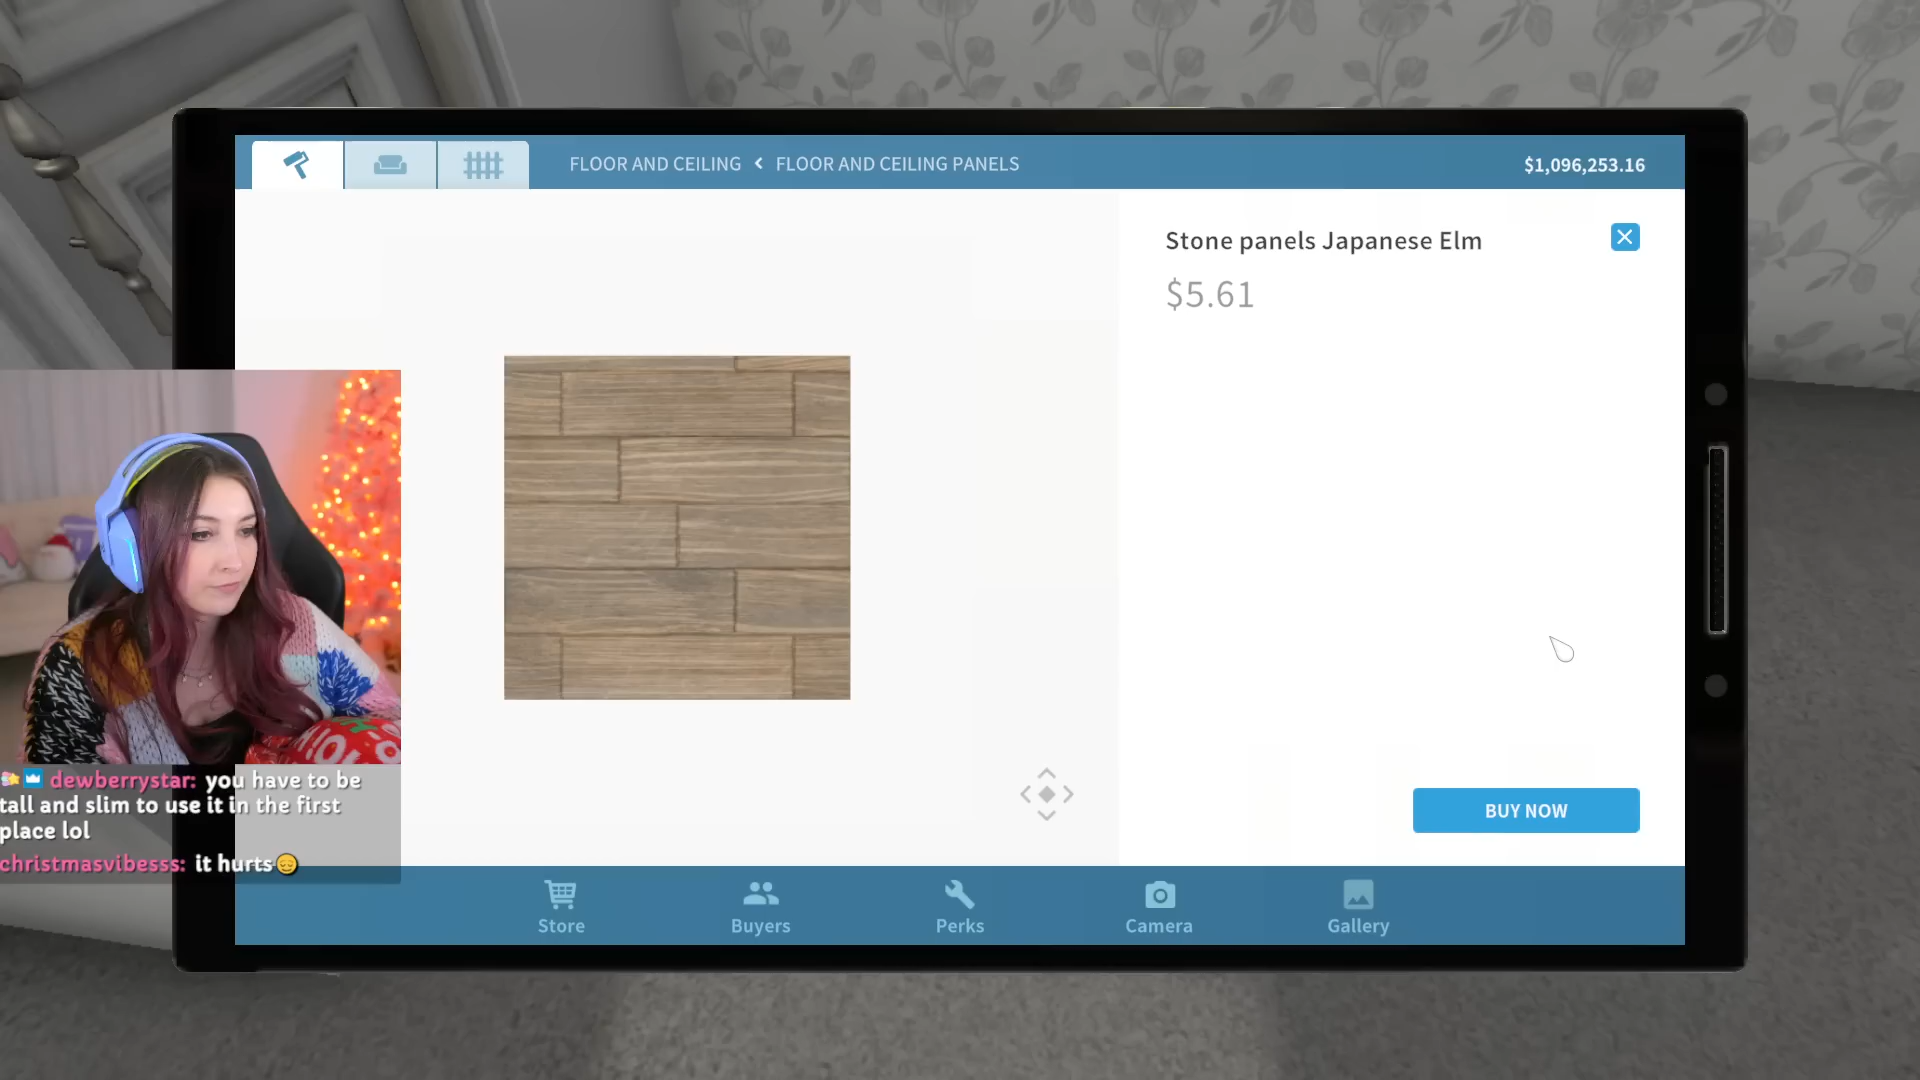 FLOOR AND CEILING < FLOOR AND CEILING PANELS
$1,096,253.16
Stone panels Japanese Elm
$5.61
BUY NOW
dewberrystar: you have to be
tall and slim to use it in the first
place lol
christmasvibesss: it hurts😔
Store
Buyers
Perks
Camera
Gallery